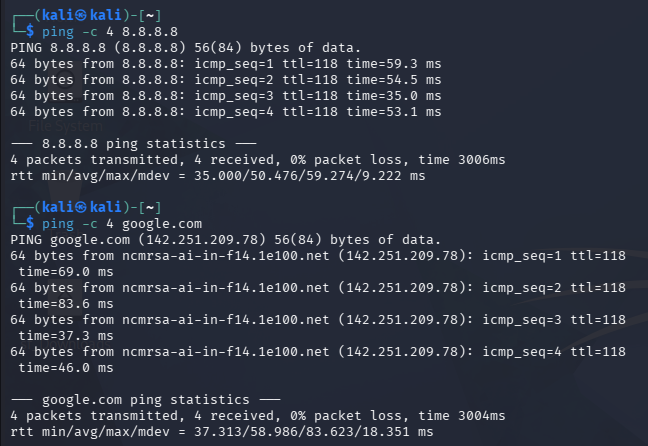 ┌──(kali㉿kali)-[~]
└─$ ping -c 4 8.8.8.8
PING 8.8.8.8 (8.8.8.8) 56(84) bytes of data.
64 bytes from 8.8.8.8: icmp_seq=1 ttl=118 time=59.3 ms
64 bytes from 8.8.8.8: icmp_seq=2 ttl=118 time=54.5 ms
64 bytes from 8.8.8.8: icmp_seq=3 ttl=118 time=35.0 ms
64 bytes from 8.8.8.8: icmp_seq=4 ttl=118 time=53.1 ms
File System
--- 8.8.8.8 ping statistics ---
4 packets transmitted, 4 received, 0% packet loss, time 3006ms
rtt min/avg/max/mdev = 35.000/50.476/59.274/9.222 ms
┌──(kali㉿kali)-[~]
└─$ ping -c 4 google.com
PING google.com (142.251.209.78) 56(84) bytes of data.
64 bytes from ncmrsa-ai-in-f14.1e100.net (142.251.209.78): icmp_seq=1 ttl=118
time=69.0 ms
64 bytes from ncmrsa-ai-in-f14.1e100.net (142.251.209.78): icmp_seq=2 ttl=118
time=83.6 ms
64 bytes from ncmrsa-ai-in-f14.1e100.net (142.251.209.78): icmp_seq=3 ttl=118
time=37.3 ms
64 bytes from ncmrsa-ai-in-f14.1e100.net (142.251.209.78): icmp_seq=4 ttl=118
time=46.0 ms
--- google.com ping statistics ---
4 packets transmitted, 4 received, 0% packet loss, time 3004ms
rtt min/avg/max/mdev = 37.313/58.986/83.623/18.351 ms